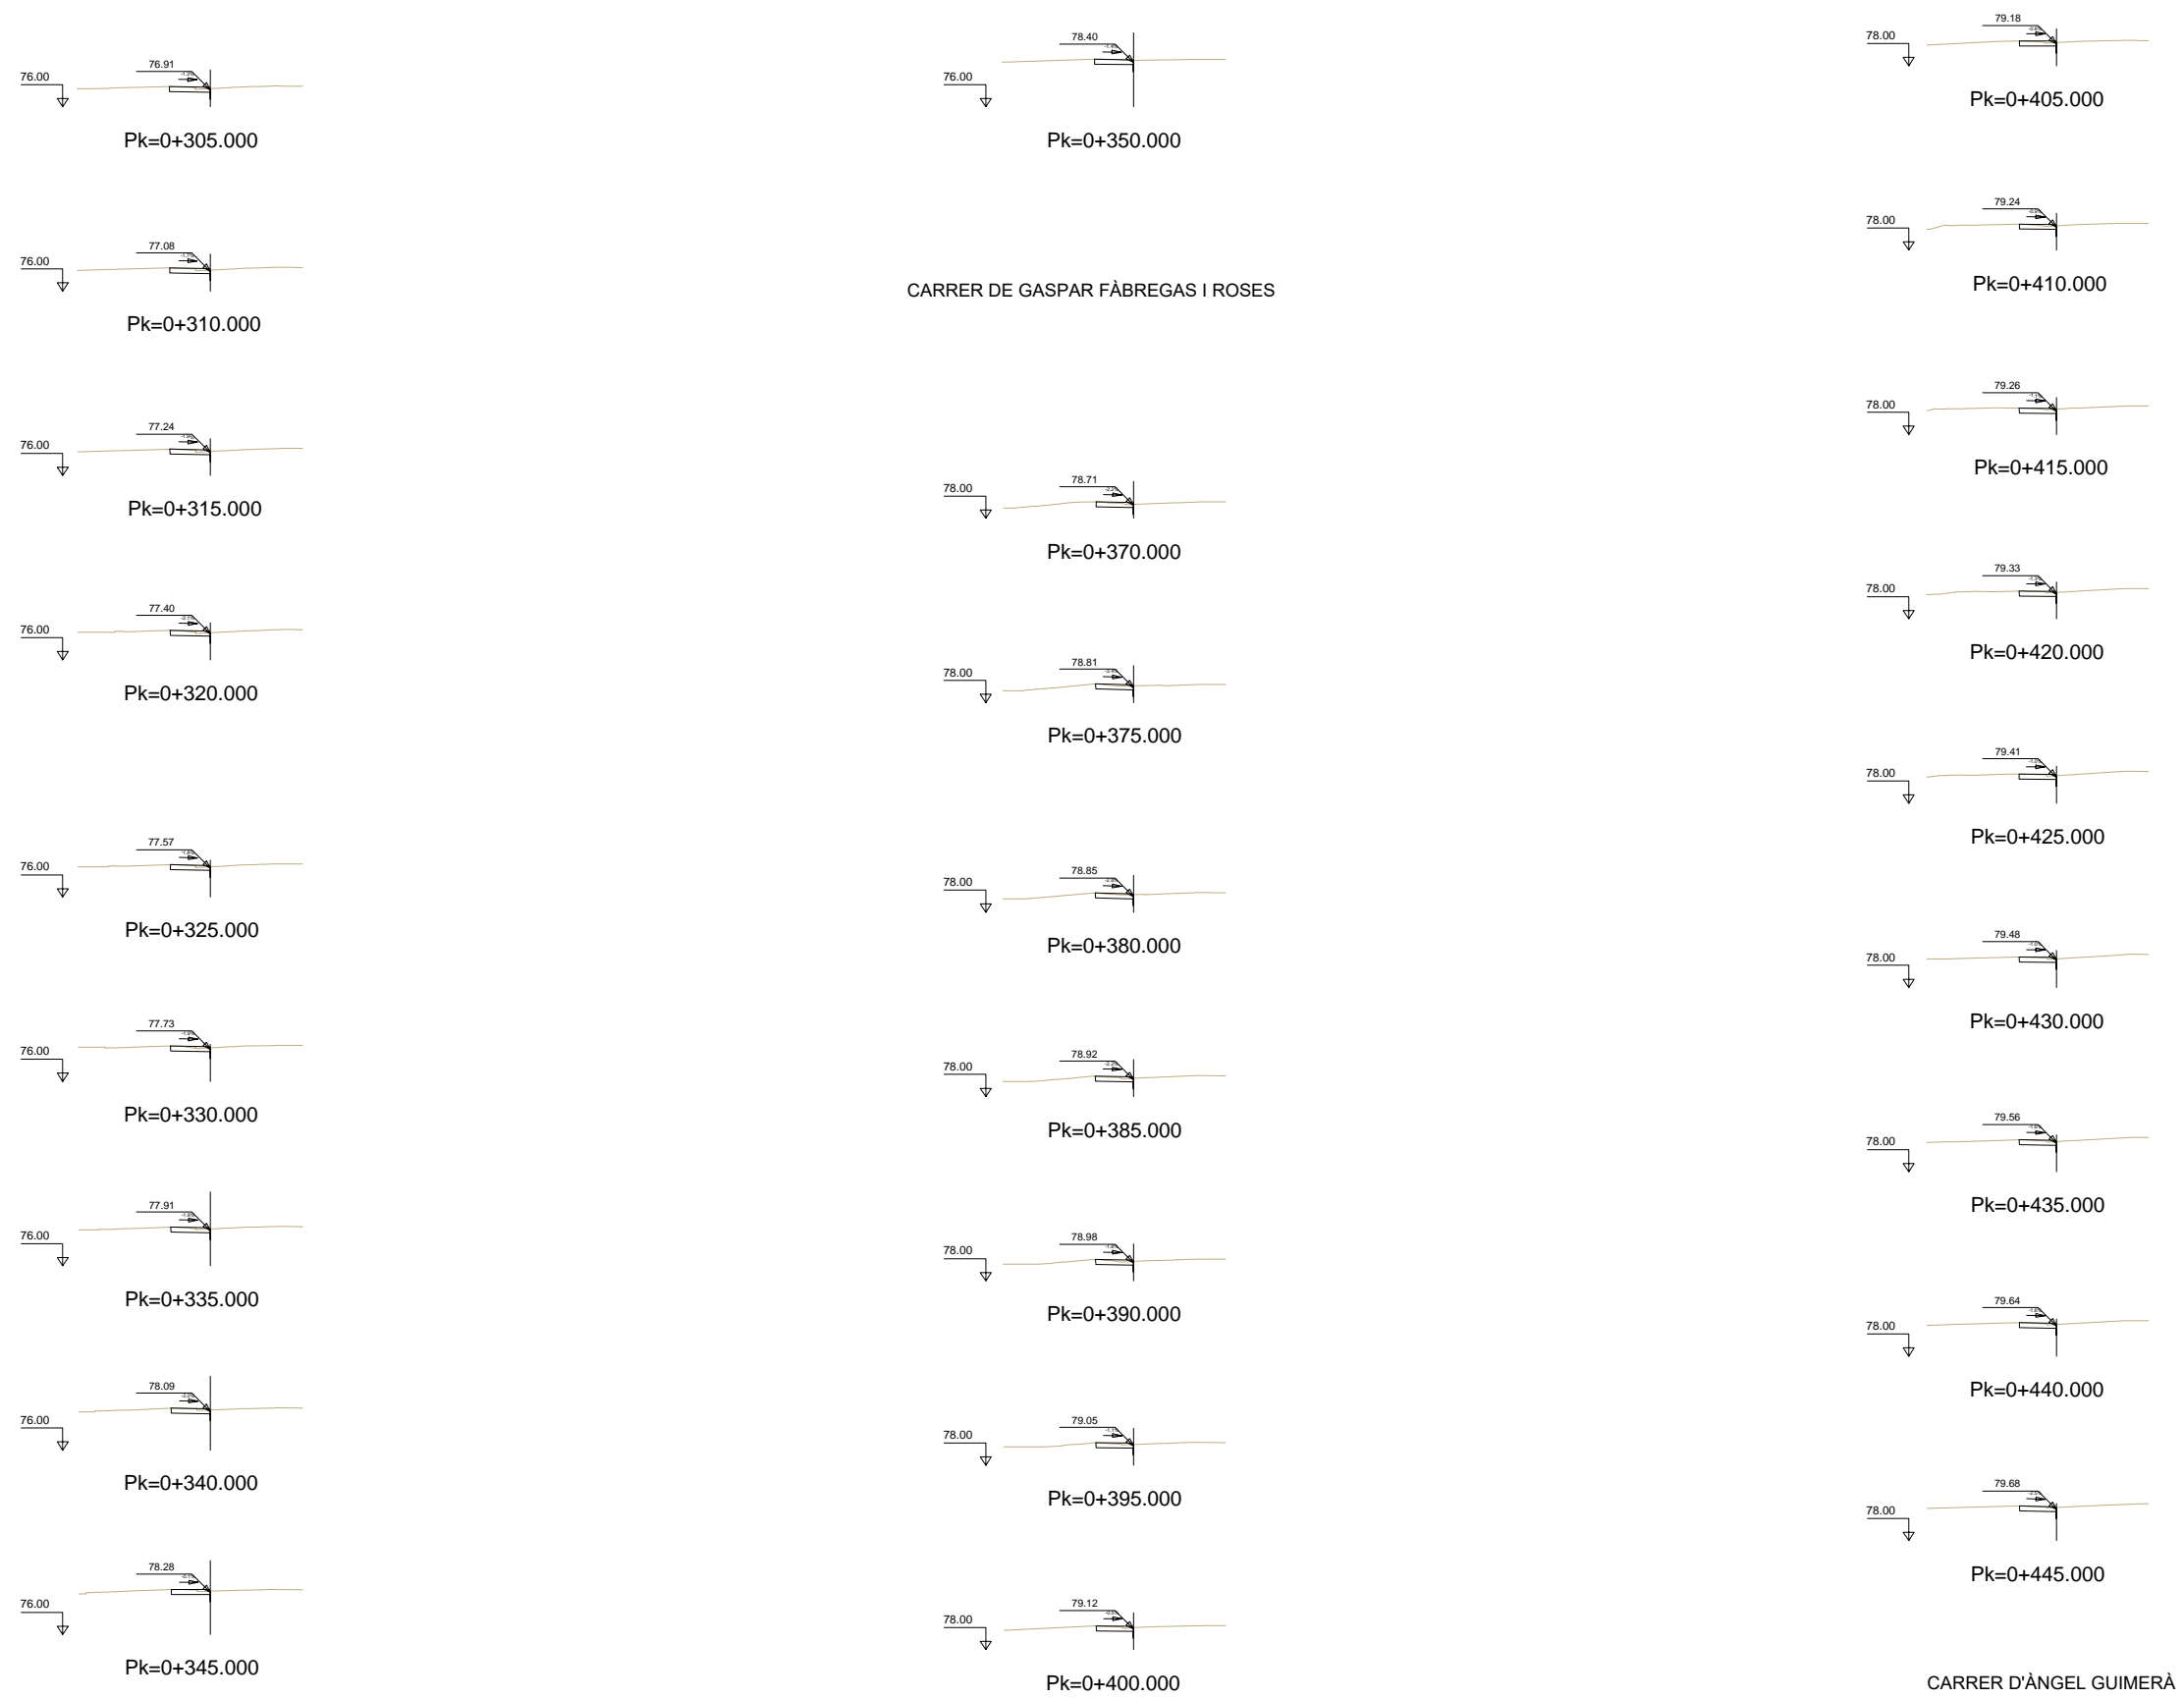 76.91
76.00
Pk=0+305.000
77.08
76.00
Pk=0+310.000
77.24
76.00
Pk=0+315.000
77.40
76.00
Pk=0+320.000
77.57
76.00
Pk=0+325.000
77.73
76.00
Pk=0+330.000
77.91
76.00
Pk=0+335.000
78.09
76.00
Pk=0+340.000
78.28
76.00
Pk=0+345.000
78.40
76.00
Pk=0+350.000
CARRER DE GASPAR FÀBREGAS I ROSES
78.71
78.00
Pk=0+370.000
78.81
78.00
Pk=0+375.000
78.85
78.00
Pk=0+380.000
78.92
78.00
Pk=0+385.000
78.98
78.00
Pk=0+390.000
79.05
78.00
Pk=0+395.000
79.12
78.00
Pk=0+400.000
79.18
78.00
Pk=0+405.000
79.24
78.00
Pk=0+410.000
79.26
78.00
Pk=0+415.000
79.33
78.00
Pk=0+420.000
79.41
78.00
Pk=0+425.000
79.48
78.00
Pk=0+430.000
79.56
78.00
Pk=0+435.000
79.64
78.00
Pk=0+440.000
79.68
78.00
Pk=0+445.000
CARRER D'ÀNGEL GUIMERÀ